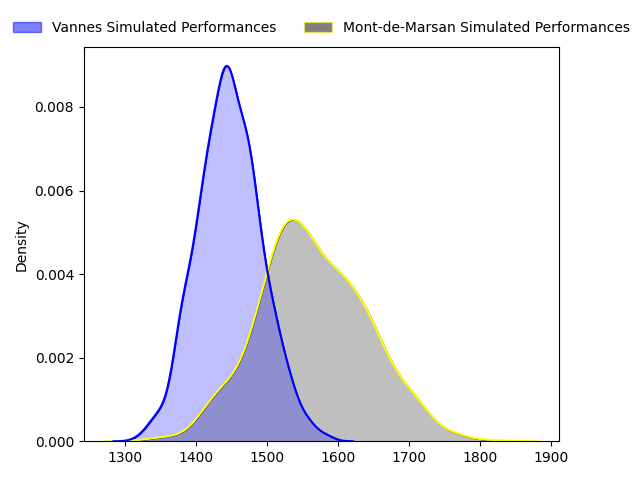 Vannes Simulated Performances
Mont-de-Marsan Simulated Performances
Density
0.008
0.006
0.004
0.002
0.000
1300 1400 1500 1600 1700 1800 1900